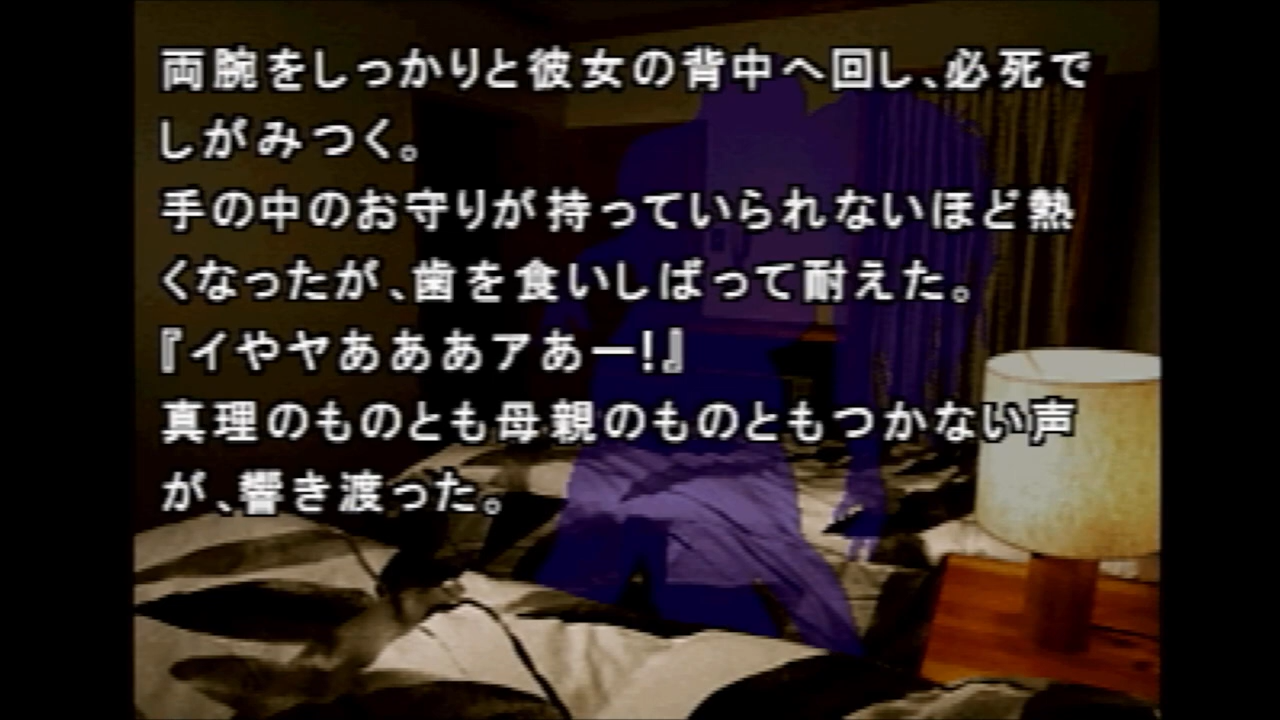 両腕をしっかりと彼女の背中へ回し、必死で
しがみつく。
手の中のお守りが持っていられないほど熱
くなったが、歯を食いしばって耐えた。
『イやヤあああアあー!』
真理のものとも母親のものともつかない声
が、響き渡った。